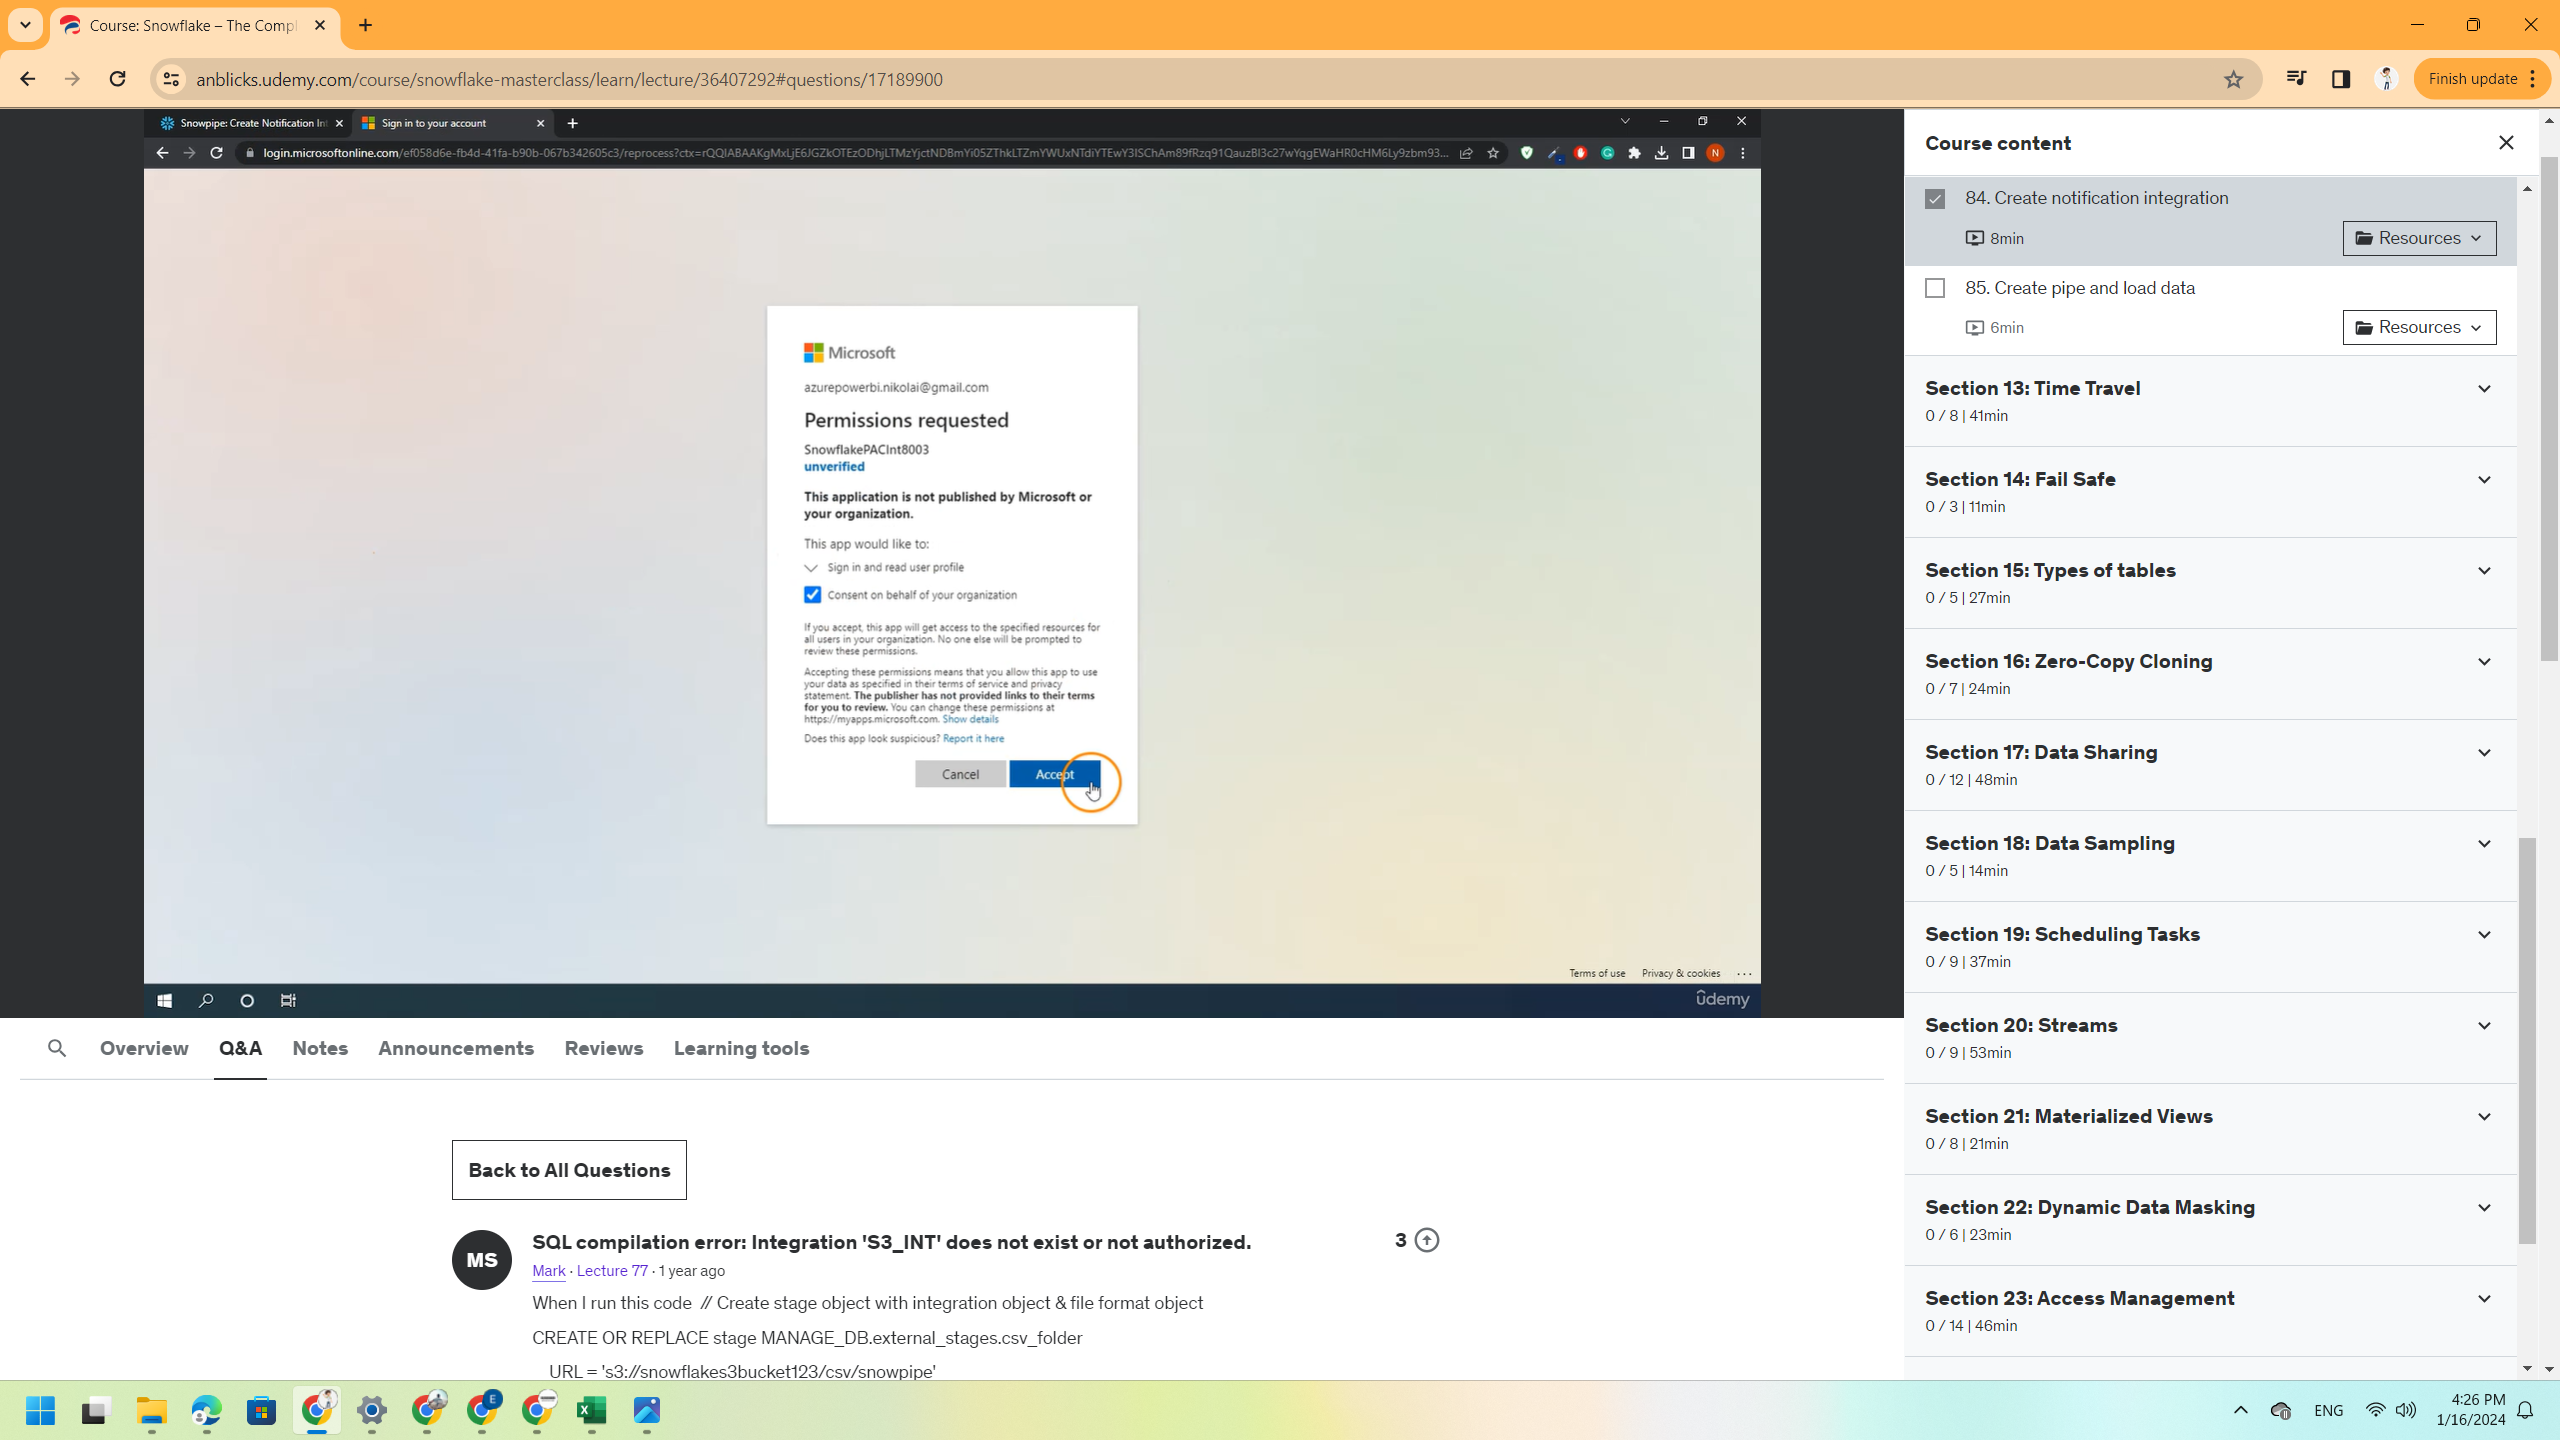 Course: Snowflake – The Compl
anblicks.udemy.com/course/snowflake-masterclass/learn/lecture/36407292#questions/17189900
Finish update
Snowpipe: Create Notification Int
Sign in to your account
N
Microsoft
azurepowerbi.nikolai@gmail.com
Permissions requested
SnowflakePACInt8003
unverified
This application is not published by Microsoft or
your organization.
This app would like to:
Sign in and read user profile
Consent on behalf of your organization
If you accept, this app will get access to the specified resources for
all users in your organization. No one else will be prompted to
review these permissions.
Accepting these permissions means that you allow this app to use
your data as specified in their terms of service and privacy
statement. The publisher has not provided links to their terms
for you to review. You can change these permissions at
https://myapps.microsoft.com. Show details
Does this app look suspicious? Report it here
Cancel
Accept
Terms of use
Privacy & cookies
ûdemy
Course content
84. Create notification integration
8min
Resources
85. Create pipe and load data
6min
Resources
Section 13: Time Travel
0 / 8 | 41min
Section 14: Fail Safe
0 / 3 | 11min
Section 15: Types of tables
0 / 5 | 27min
Section 16: Zero-Copy Cloning
0 / 7 | 24min
Section 17: Data Sharing
0 / 12 | 48min
Section 18: Data Sampling
0 / 5 | 14min
Section 19: Scheduling Tasks
0 / 9 | 37min
Section 20: Streams
0 / 9 | 53min
Section 21: Materialized Views
0 / 8 | 21min
Section 22: Dynamic Data Masking
0 / 6 | 23min
Section 23: Access Management
0 / 14 | 46min
Overview
Q&A
Notes
Announcements
Reviews
Learning tools
Back to All Questions
MS
SQL compilation error: Integration 'S3_INT' does not exist or not authorized.
3
Mark · Lecture 77 · 1 year ago
When I run this code // Create stage object with integration object & file format object
CREATE OR REPLACE stage MANAGE_DB.external_stages.csv_folder
URL = 's3://snowflakes3bucket123/csv/snowpipe'
E
ENG
4:26 PM
1/16/2024